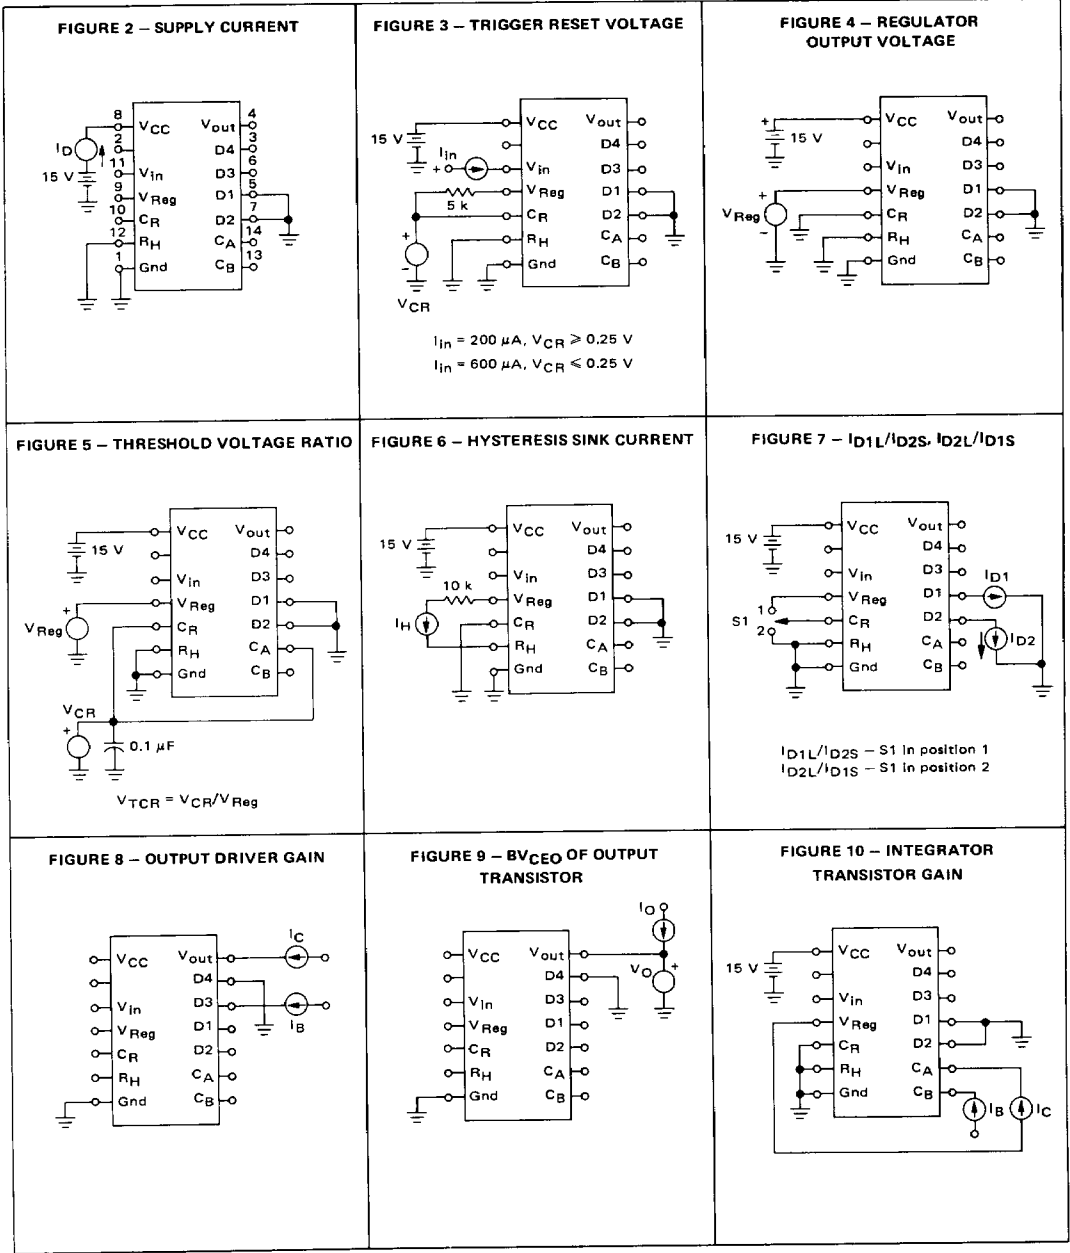 FIGURE 2 – SUPPLY CURRENT
8
VCC
Vout
4
2
D4
3
ID
11
Vin
D3
6
15 V
9
VReg
D1
5
10
CR
D2
7
12
RH
CA
14
1
Gnd
CB
13
FIGURE 3 – TRIGGER RESET VOLTAGE
15 V
VCC
Vout
D4
Iin
+
Vin
D3
VReg
D1
5 k
CR
D2
+
RH
CA
–
Gnd
CB
VCR
Iin = 200 µA, VCR ⩾ 0.25 V
Iin = 600 µA, VCR ⩽ 0.25 V
FIGURE 4 – REGULATOR
OUTPUT VOLTAGE
+
15 V
VCC
Vout
D4
Vin
D3
+
VReg
D1
VReg
–
CR
D2
RH
CA
Gnd
CB
FIGURE 5 – THRESHOLD VOLTAGE RATIO
15 V
VCC
Vout
D4
Vin
D3
+
VReg
D1
VReg
CR
D2
RH
CA
Gnd
CB
VCR
+
0.1 µF
VTCR = VCR/VReg
FIGURE 6 – HYSTERESIS SINK CURRENT
15 V
VCC
Vout
D4
Vin
D3
10 k
VReg
D1
IH
CR
D2
RH
CA
Gnd
CB
FIGURE 7 – ID1L/ID2S, ID2L/ID1S
15 V
VCC
Vout
D4
Vin
D3
ID1
VReg
D1
1
S1
CR
D2
2
RH
CA
ID2
Gnd
CB
ID1L/ID2S – S1 in position 1
ID2L/ID1S – S1 in position 2
FIGURE 8 – OUTPUT DRIVER GAIN
IC
VCC
Vout
D4
Vin
D3
IB
VReg
D1
CR
D2
RH
CA
Gnd
CB
FIGURE 9 – BVCEO OF OUTPUT
TRANSISTOR
IO
VCC
Vout
D4
VO
+
Vin
D3
VReg
D1
CR
D2
RH
CA
Gnd
CB
FIGURE 10 – INTEGRATOR
TRANSISTOR GAIN
15 V
VCC
Vout
D4
Vin
D3
VReg
D1
CR
D2
RH
CA
Gnd
CB
IB
IC